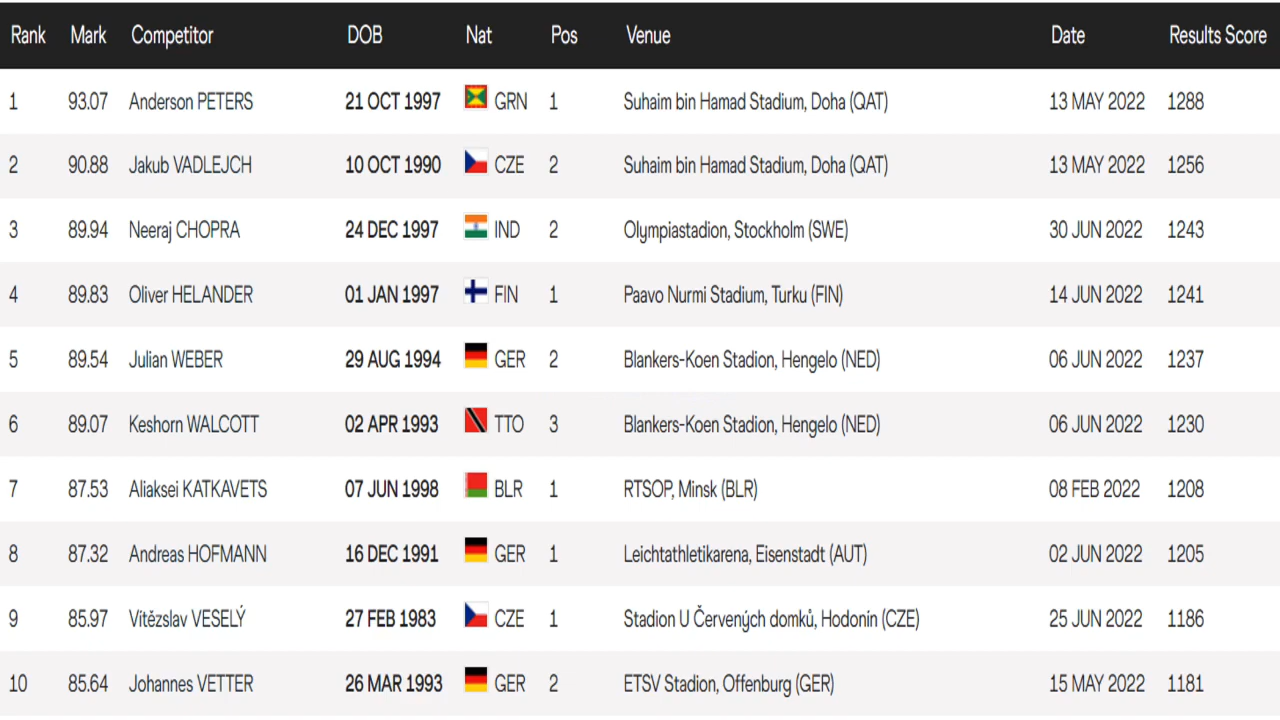 Rank Mark Competitor DOB Nat Pos Venue Date Results Score
1 93.07 Anderson PETERS 21 OCT 1997 GRN 1 Suhaim bin Hamad Stadium, Doha (QAT) 13 MAY 2022 1288
2 90.88 Jakub VADLEJCH 10 OCT 1990 CZE 2 Suhaim bin Hamad Stadium, Doha (QAT) 13 MAY 2022 1256
3 89.94 Neeraj CHOPRA 24 DEC 1997 IND 2 Olympiastadion, Stockholm (SWE) 30 JUN 2022 1243
4 89.83 Oliver HELANDER 01 JAN 1997 FIN 1 Paavo Nurmi Stadium, Turku (FIN) 14 JUN 2022 1241
5 89.54 Julian WEBER 29 AUG 1994 GER 2 Blankers-Koen Stadion, Hengelo (NED) 06 JUN 2022 1237
6 89.07 Keshorn WALCOTT 02 APR 1993 TTO 3 Blankers-Koen Stadion, Hengelo (NED) 06 JUN 2022 1230
7 87.53 Aliaksei KATKAVETS 07 JUN 1998 BLR 1 RTSOP, Minsk (BLR) 08 FEB 2022 1208
8 87.32 Andreas HOFMANN 16 DEC 1991 GER 1 Leichtathletikarena, Eisenstadt (AUT) 02 JUN 2022 1205
9 85.97 Vítězslav VESELÝ 27 FEB 1983 CZE 1 Stadion U Červených domků, Hodonín (CZE) 25 JUN 2022 1186
10 85.64 Johannes VETTER 26 MAR 1993 GER 2 ETSV Stadion, Offenburg (GER) 15 MAY 2022 1181